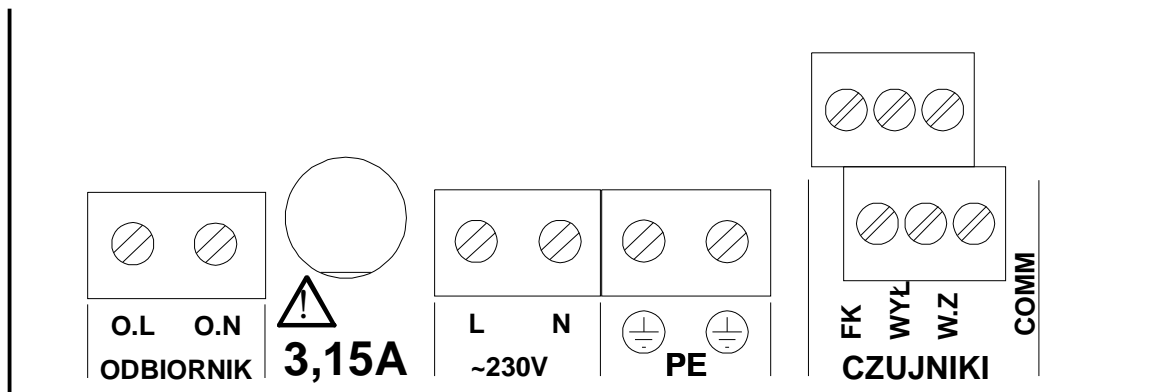 O.L O.N
ODBIORNIK
!
3,15A
L N
~230V
PE
FK
WYŁ
W.Z
COMM
CZUJNIKI